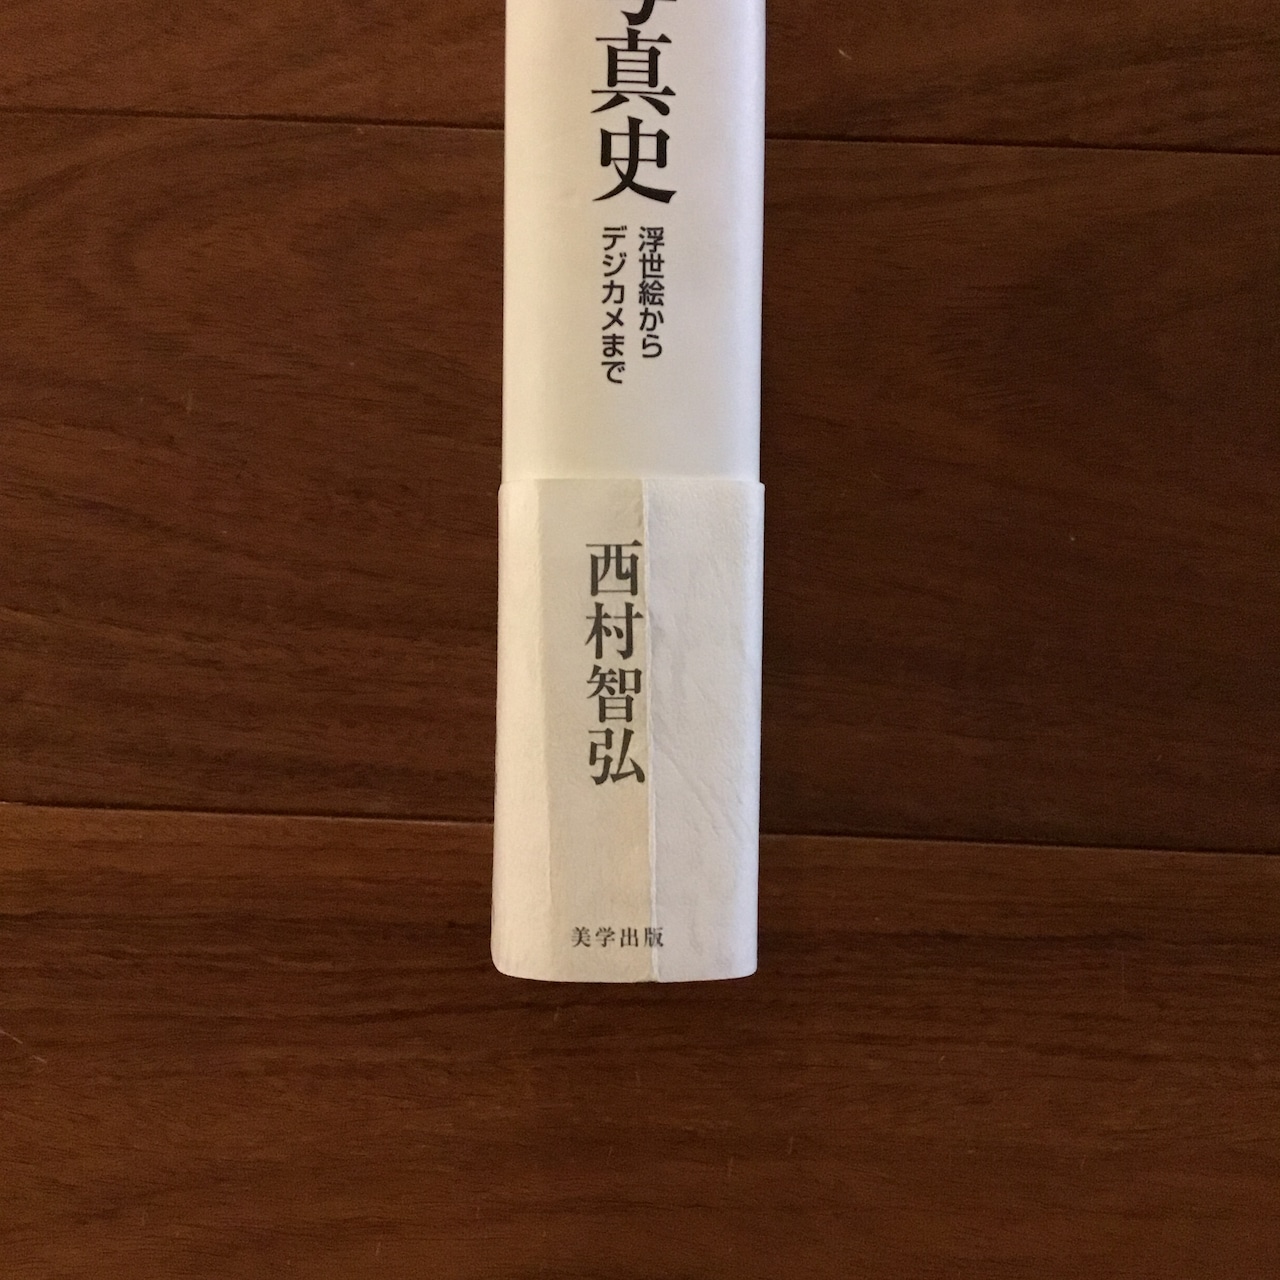 写真史
浮世絵から
デジカメまで
西村智弘
美学出版